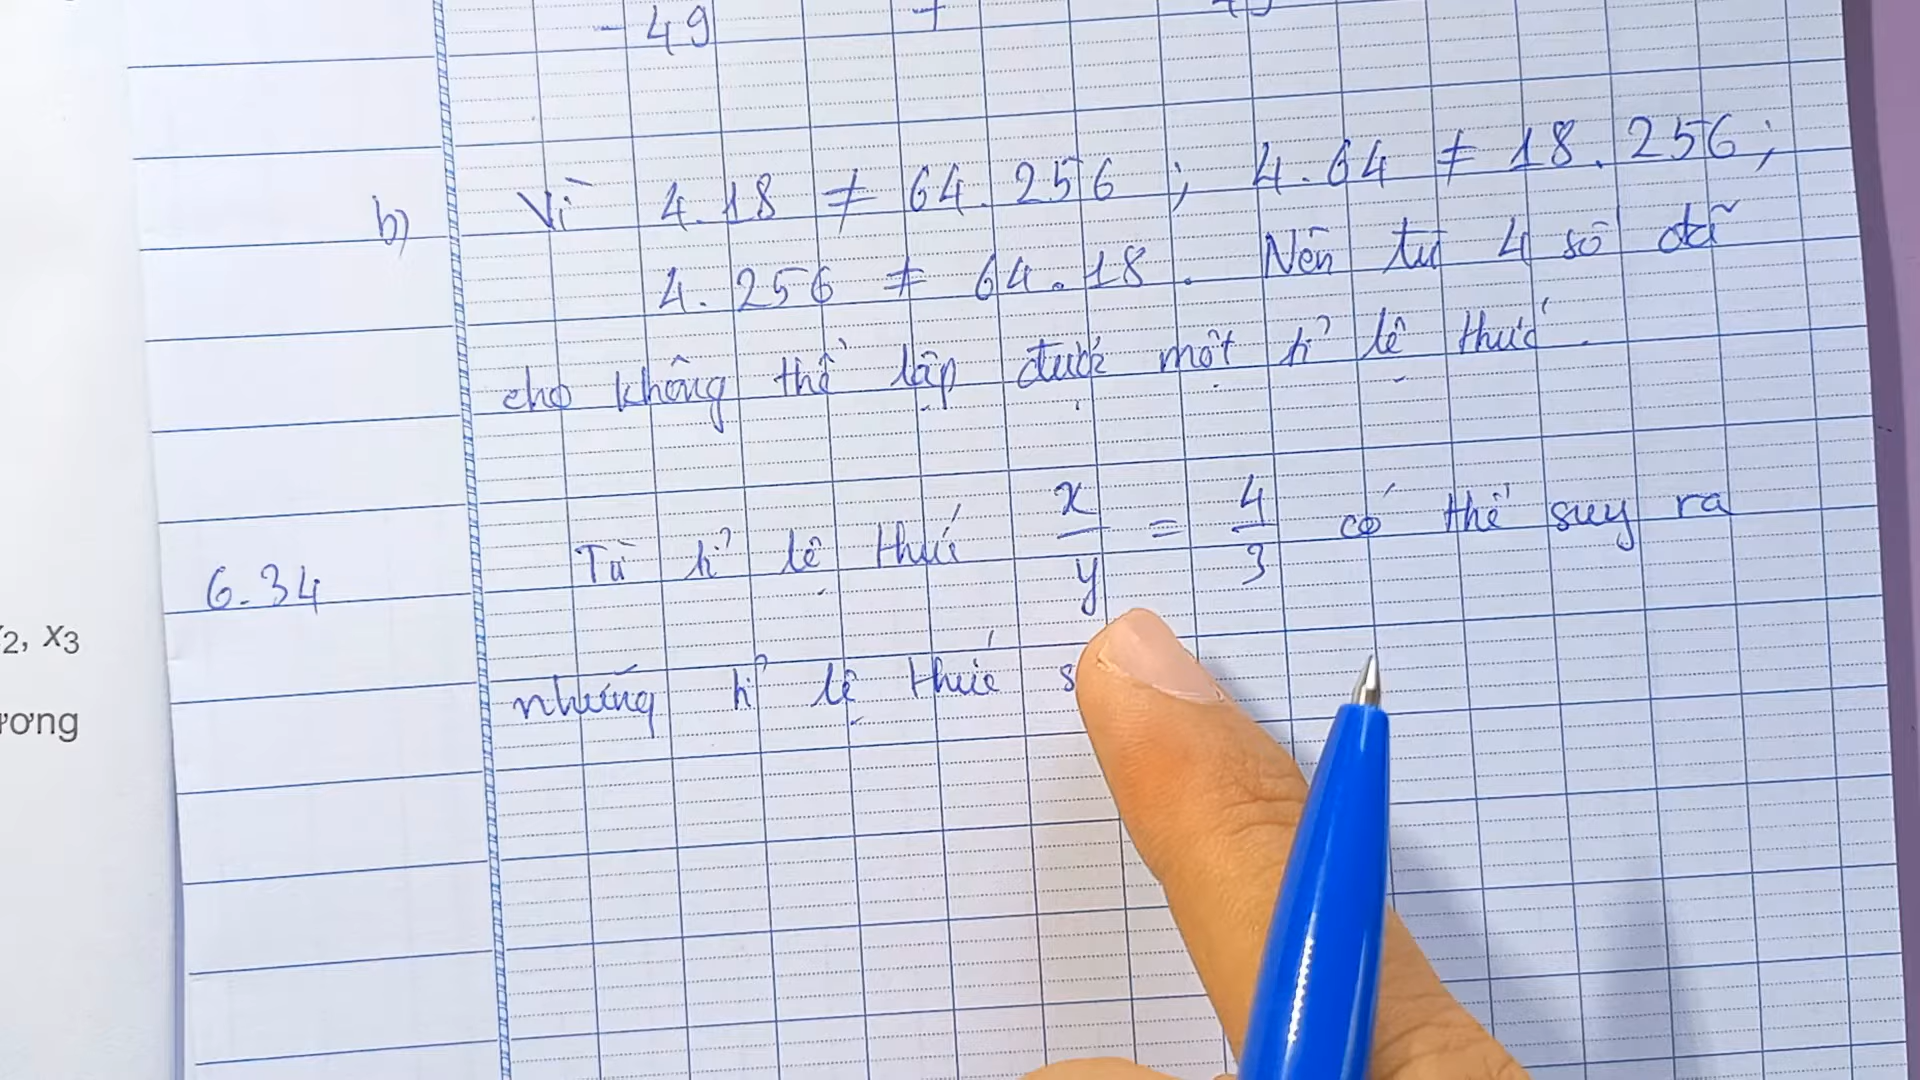 - 49
b) Vì 4.18 ≠ 64.256 ; 4.64 ≠ 18.256;
4.256 ≠ 64.18. Nên từ 4 số đã
cho không thể lập được một tỉ lệ thức.
6.34 Từ tỉ lệ thức x/y = 4/3 có thể suy ra
những tỉ lệ thức s
2, x3
ương